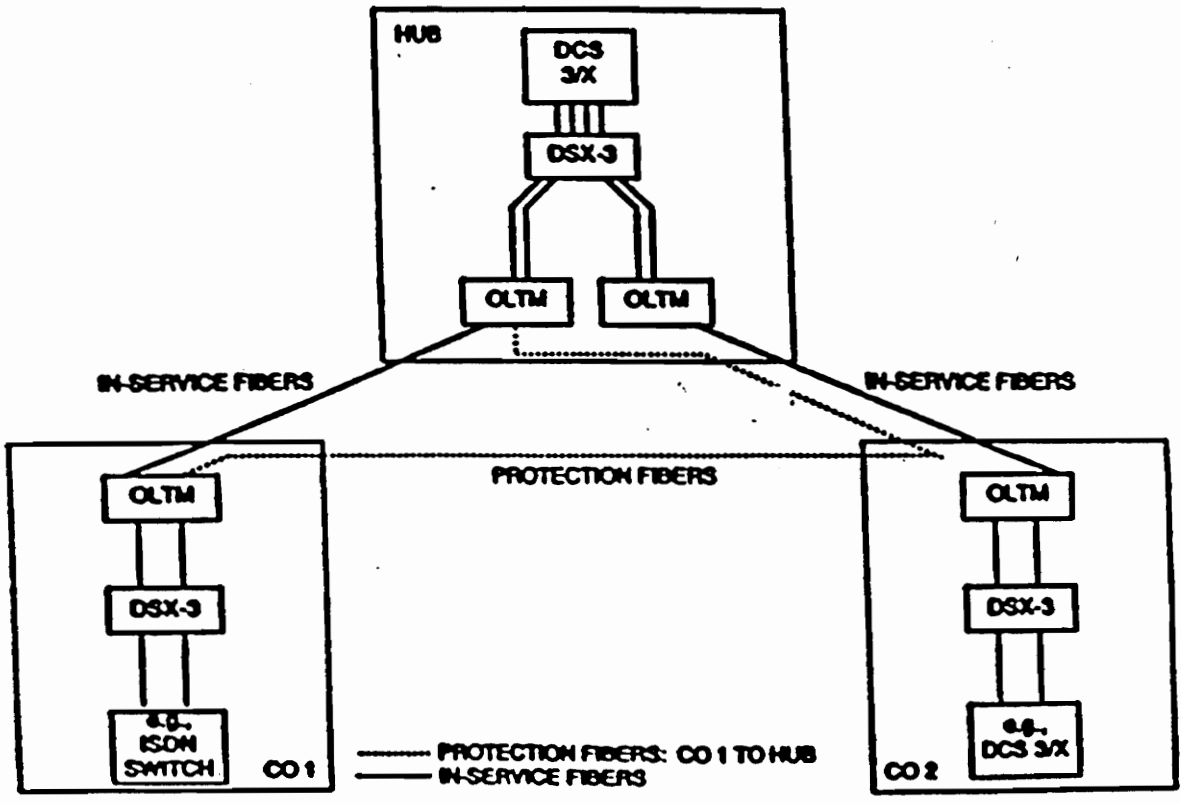 HUB
DCS
3/X
DSX-3
OLTM
OLTM
IN-SERVICE FIBERS
IN-SERVICE FIBERS
PROTECTION FIBERS
OLTM
DSX-3
e.g.,
ISDN
SWITCH
CO 1
OLTM
DSX-3
e.g.,
DCS 3/X
CO 2
PROTECTION FIBERS: CO 1 TO HUB
IN-SERVICE FIBERS